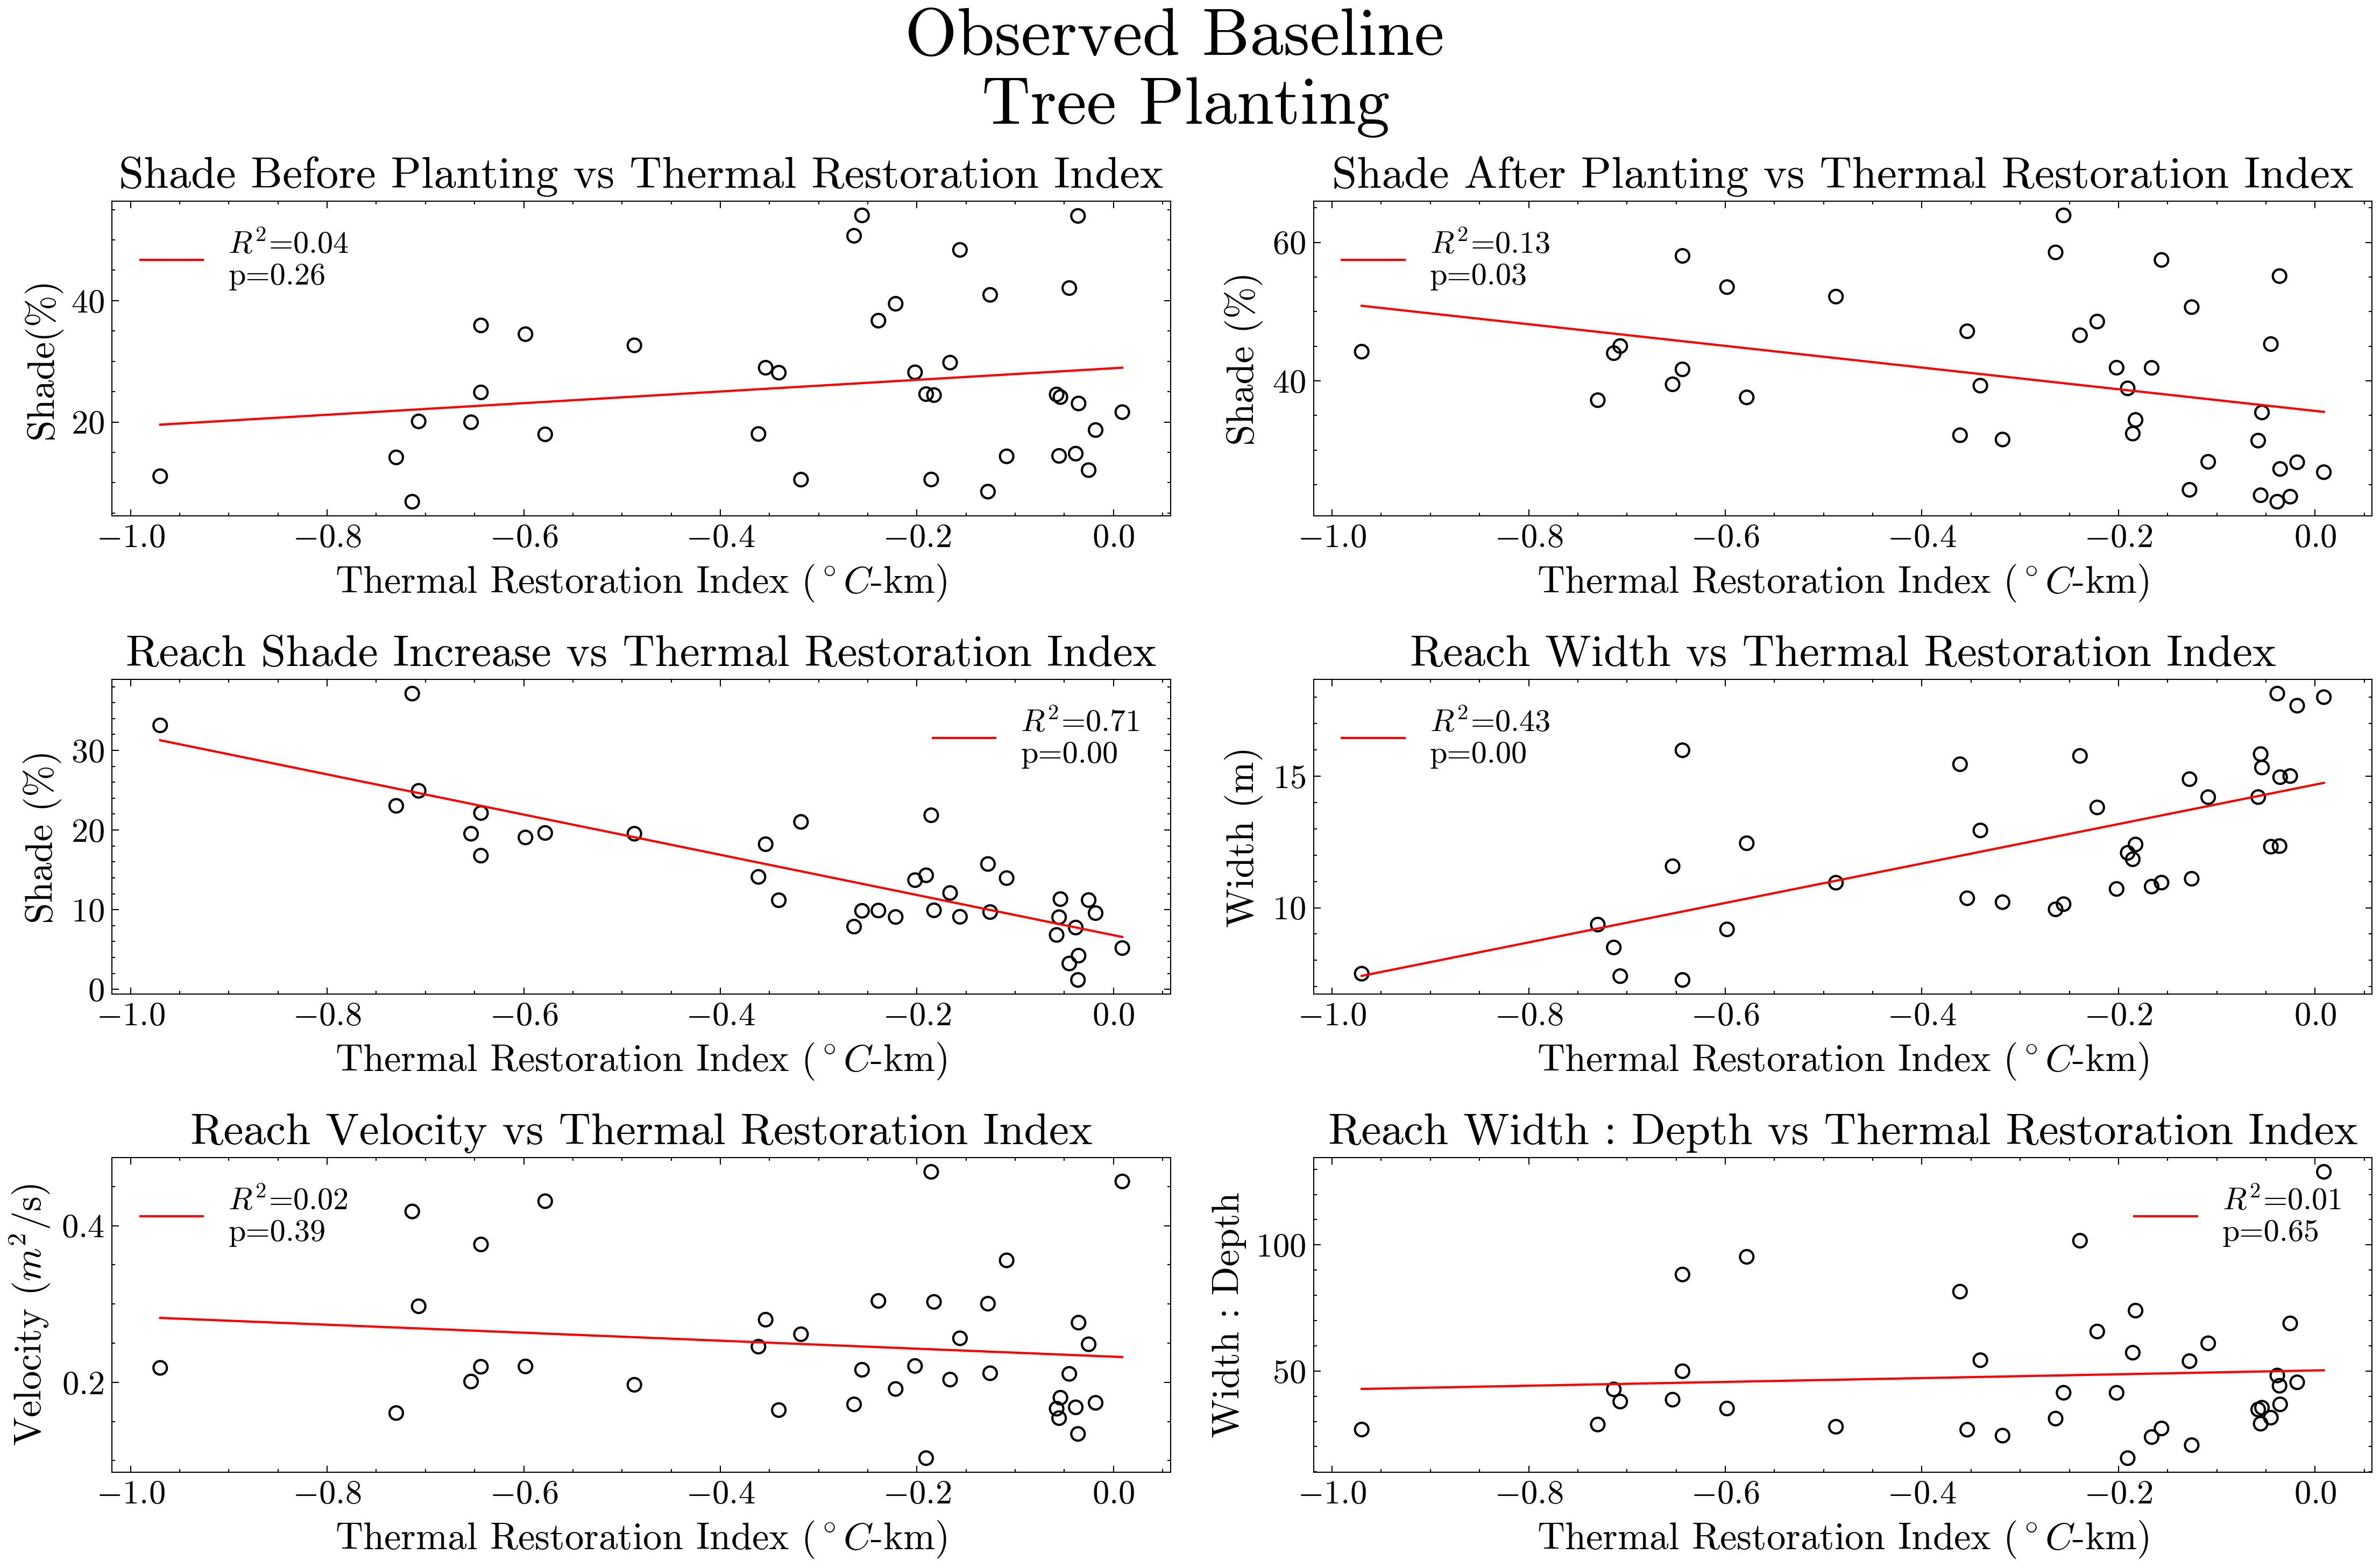 Observed Baseline
Tree Planting
Shade Before Planting vs Thermal Restoration Index
Shade(%)
40
20
R²=0.04
p=0.26
−1.0 −0.8 −0.6 −0.4 −0.2 0.0
Thermal Restoration Index (°C-km)
Shade After Planting vs Thermal Restoration Index
Shade (%)
60
40
R²=0.13
p=0.03
−1.0 −0.8 −0.6 −0.4 −0.2 0.0
Thermal Restoration Index (°C-km)
Reach Shade Increase vs Thermal Restoration Index
Shade (%)
30
20
10
0
R²=0.71
p=0.00
−1.0 −0.8 −0.6 −0.4 −0.2 0.0
Thermal Restoration Index (°C-km)
Reach Width vs Thermal Restoration Index
Width (m)
15
10
R²=0.43
p=0.00
−1.0 −0.8 −0.6 −0.4 −0.2 0.0
Thermal Restoration Index (°C-km)
Reach Velocity vs Thermal Restoration Index
Velocity (m²/s)
0.4
0.2
R²=0.02
p=0.39
−1.0 −0.8 −0.6 −0.4 −0.2 0.0
Thermal Restoration Index (°C-km)
Reach Width : Depth vs Thermal Restoration Index
Width : Depth
100
50
R²=0.01
p=0.65
−1.0 −0.8 −0.6 −0.4 −0.2 0.0
Thermal Restoration Index (°C-km)